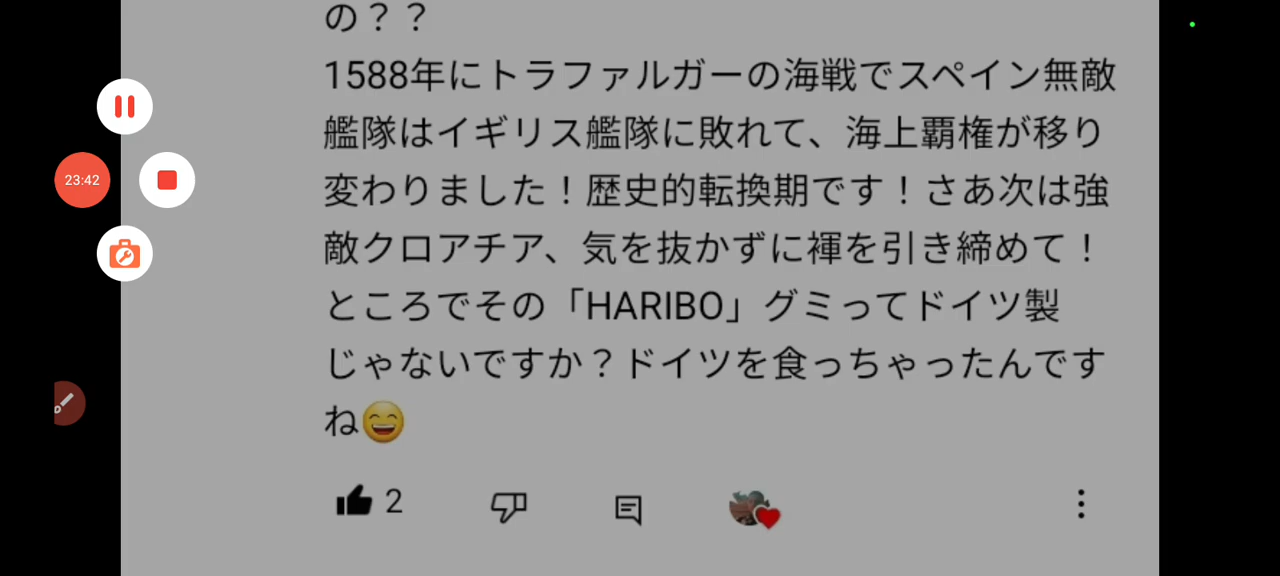 の？？
1588年にトラファルガーの海戦でスペイン無敵
艦隊はイギリス艦隊に敗れて、海上覇権が移り
変わりました！歴史的転換期です！さあ次は強
敵クロアチア、気を抜かずに褌を引き締めて！
ところでその「HARIBO」グミってドイツ製
じゃないですか？ドイツを食っちゃったんです
ね😄
23:42
2